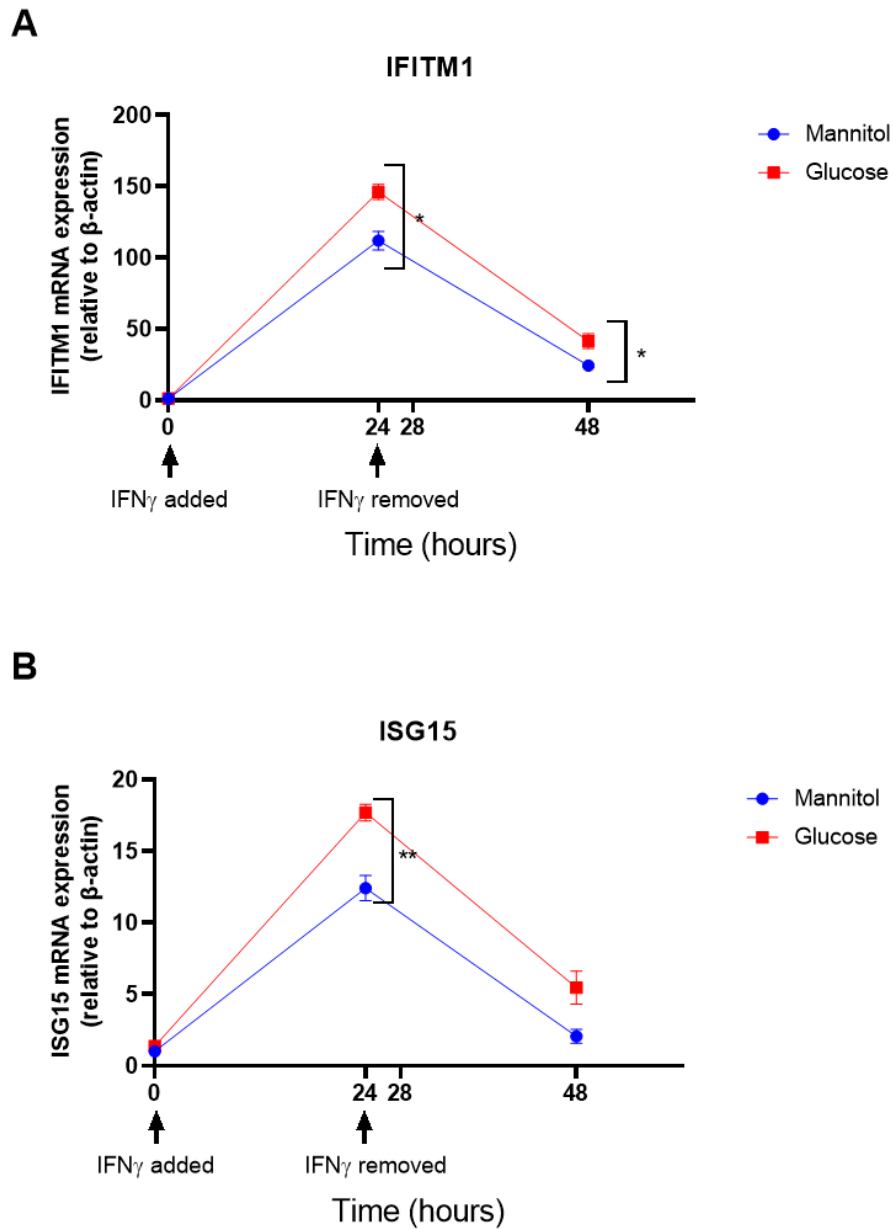 A
IFITM1
IFITM1 mRNA expression
(relative to β-actin)
200
150
100
50
0
*
*
Mannitol
Glucose
0 24 28 48
IFNγ added IFNγ removed
Time (hours)
B
ISG15
ISG15 mRNA expression
(relative to β-actin)
20
15
10
5
0
**
Mannitol
Glucose
0 24 28 48
IFNγ added IFNγ removed
Time (hours)